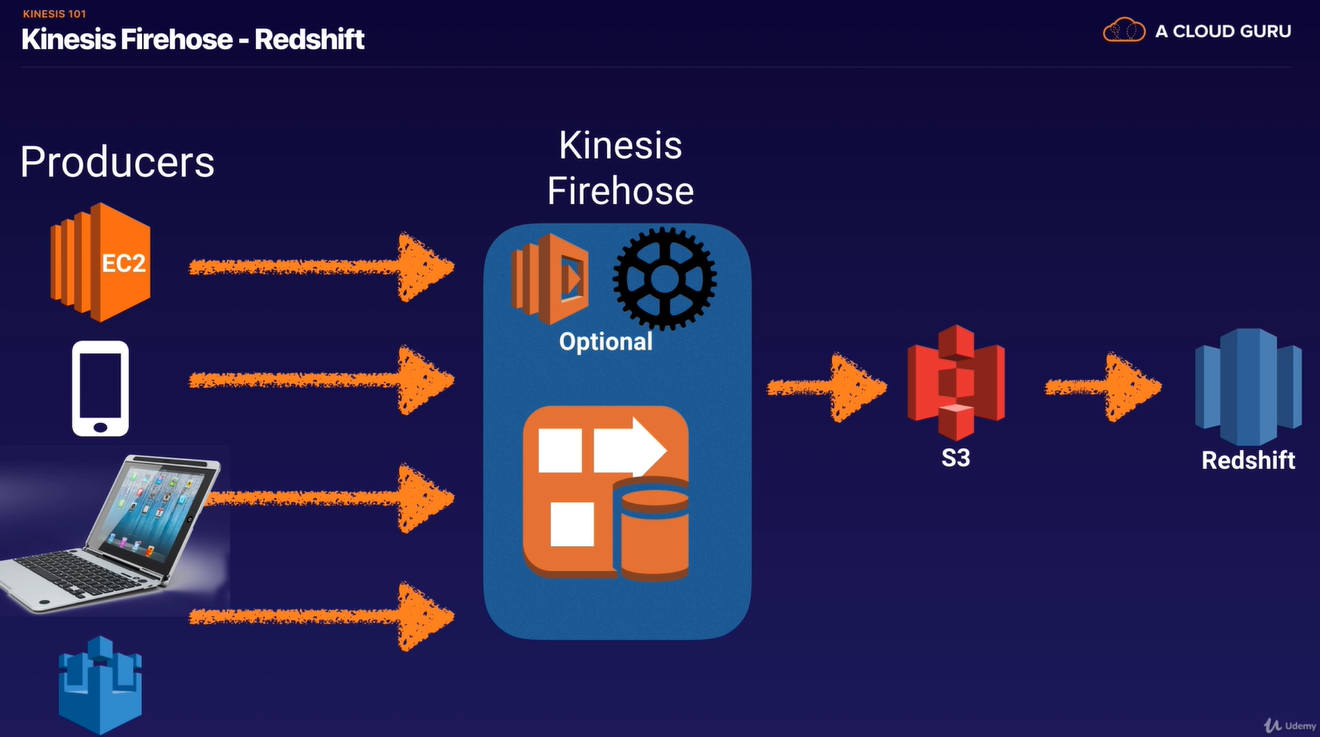 KINESIS 101
Kinesis Firehose - Redshift
A CLOUD GURU
Producers
Kinesis
Firehose
EC2
Optional
S3
Redshift
Udemy